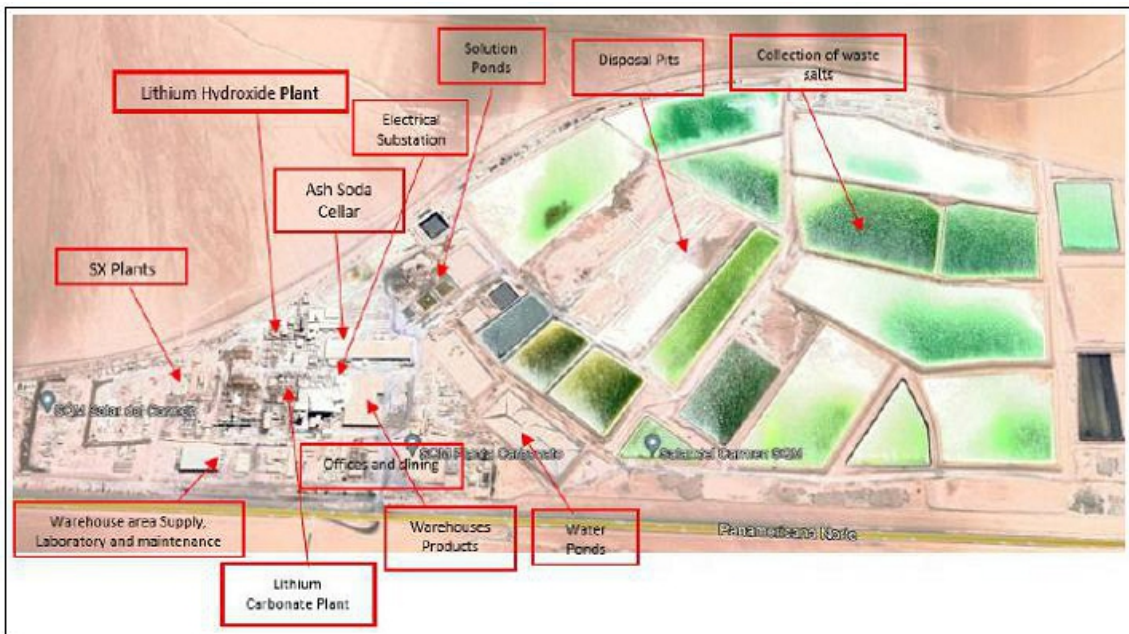 Solution
Ponds
Disposal Pits
Collection of waste
salts
Lithium Hydroxide Plant
Electrical
Substation
Ash Soda
Cellar
SX Plants
SQM Salar del Carmen
SQM Planta Carbonato
Salar del Carmen SQM
Offices and dining
Warehouse area Supply,
Laboratory and maintenance
Warehouses
Products
Water
Ponds
Panamericana Norte
Lithium
Carbonate Plant